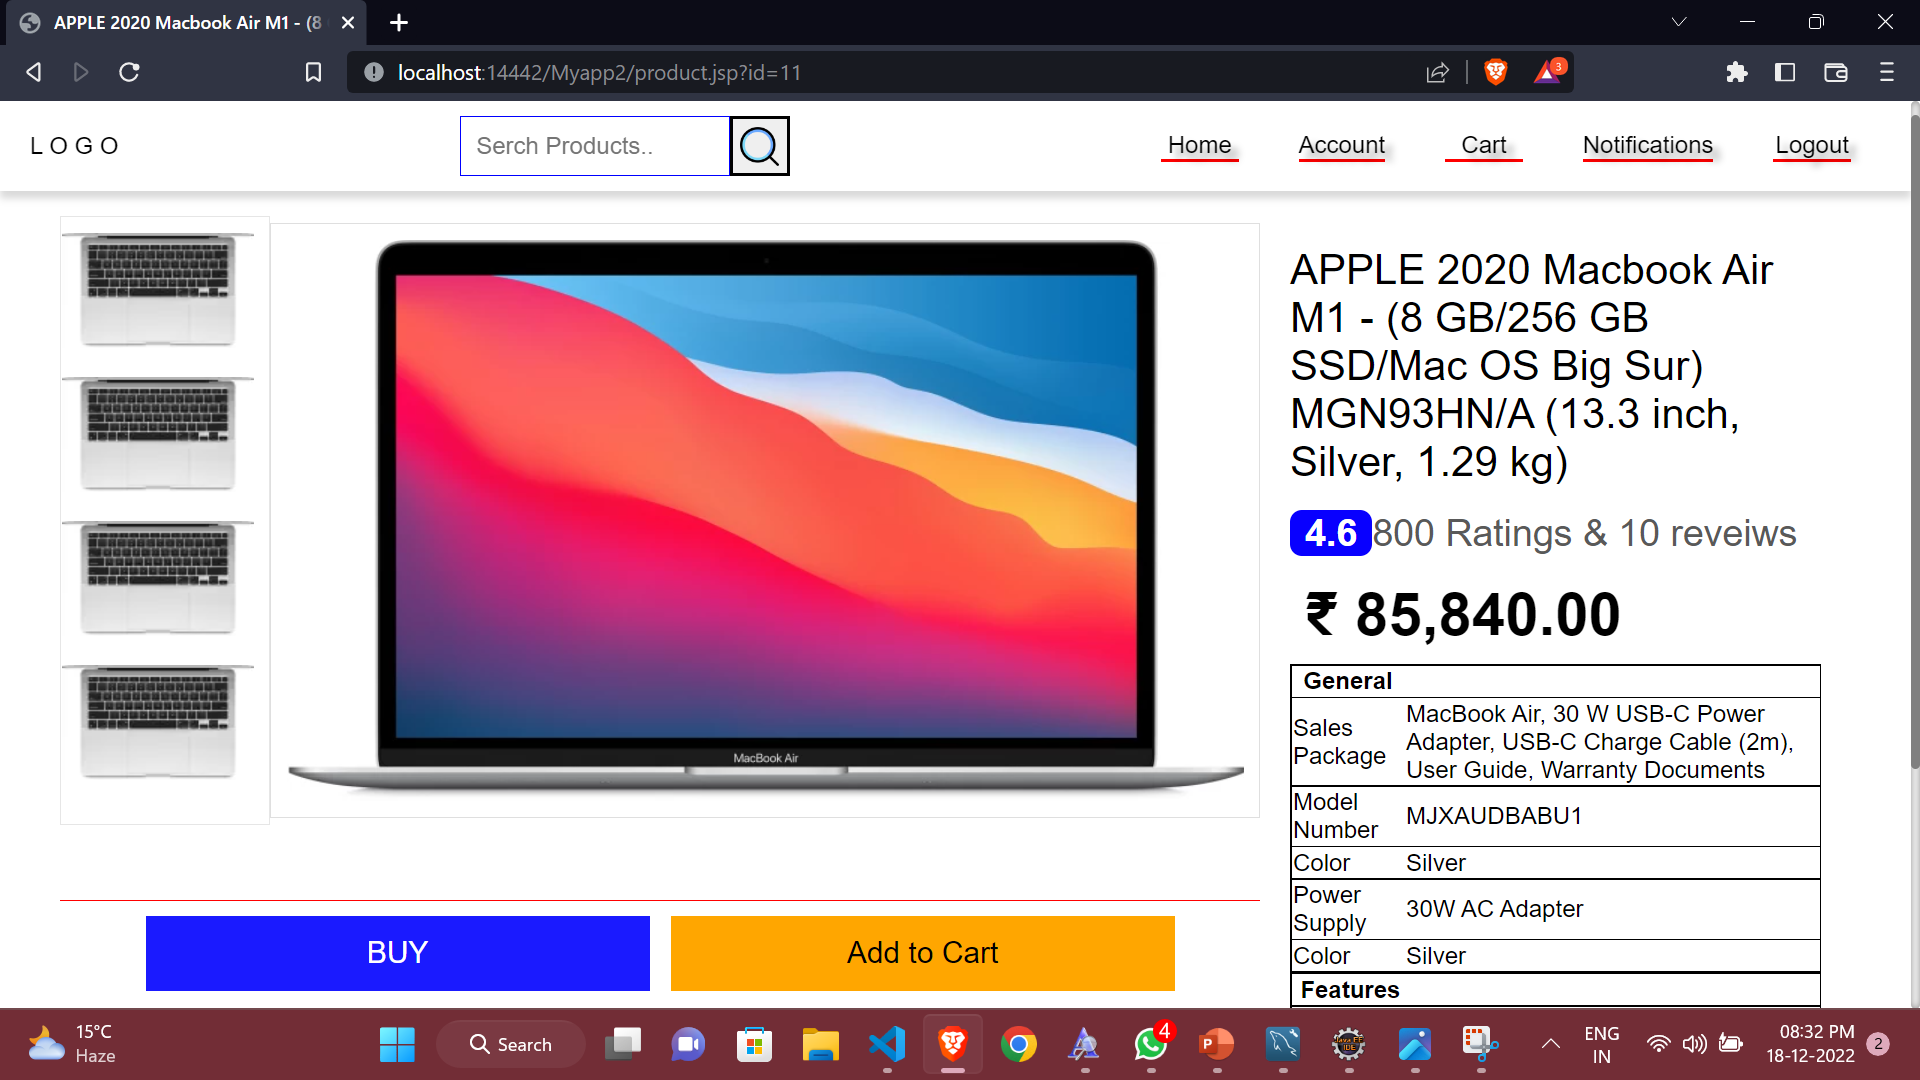 APPLE 2020 Macbook Air M1 - (8
localhost:14442/Myapp2/product.jsp?id=11
3
LOGO
Serch Products..
Home
Account
Cart
Notifications
Logout
MacBook Air
APPLE 2020 Macbook Air
M1 - (8 GB/256 GB
SSD/Mac OS Big Sur)
MGN93HN/A (13.3 inch,
Silver, 1.29 kg)
4.6 800 Ratings & 10 reveiws
₹ 85,840.00
General
Sales Package
MacBook Air, 30 W USB-C Power
Adapter, USB-C Charge Cable (2m),
User Guide, Warranty Documents
Model Number
MJXAUDBABU1
Color
Silver
Power Supply
30W AC Adapter
Color
Silver
Features
BUY
Add to Cart
15°C
Haze
Search
4
P
ENG
IN
08:32 PM
18-12-2022
2